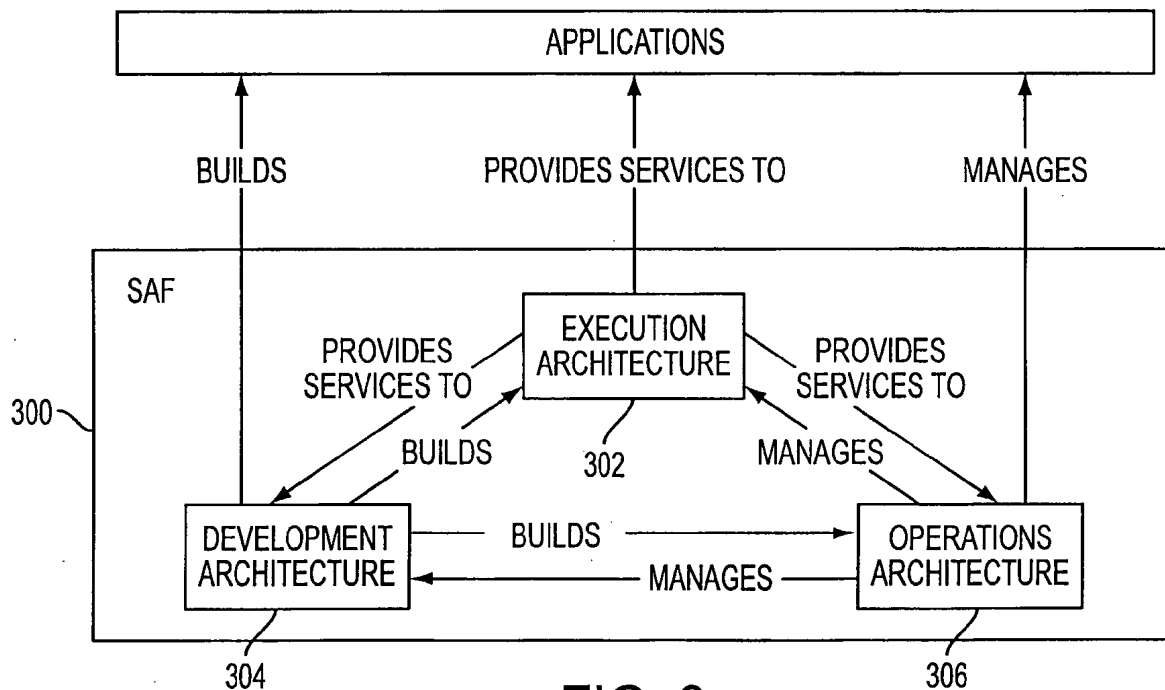 APPLICATIONS
BUILDS
PROVIDES SERVICES TO
MANAGES
SAF
EXECUTION
ARCHITECTURE
PROVIDES
SERVICES TO
PROVIDES
SERVICES TO
300
BUILDS
302
MANAGES
DEVELOPMENT
ARCHITECTURE
BUILDS
MANAGES
OPERATIONS
ARCHITECTURE
304
306